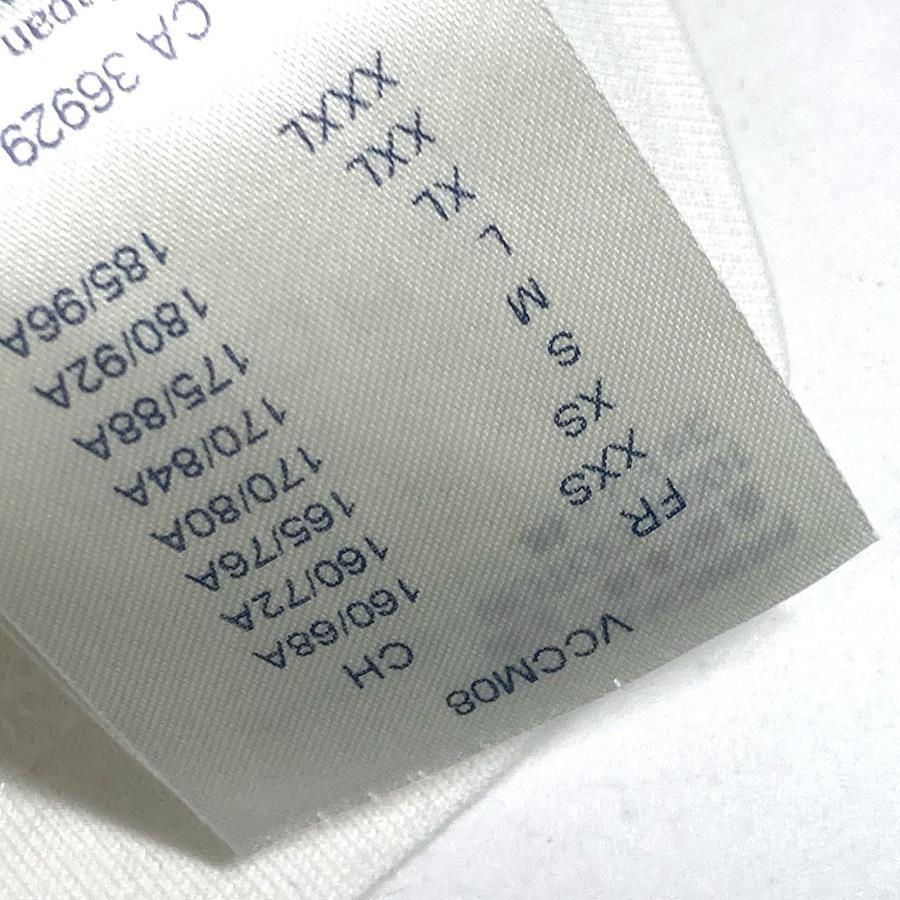 VCCM08
FR CH
XXS 160/68A
XS 160/72A
S 165/76A
M 170/80A
L 170/84A
XL 175/88A
XXL 180/92A
XXXL 185/96A
CA 36929